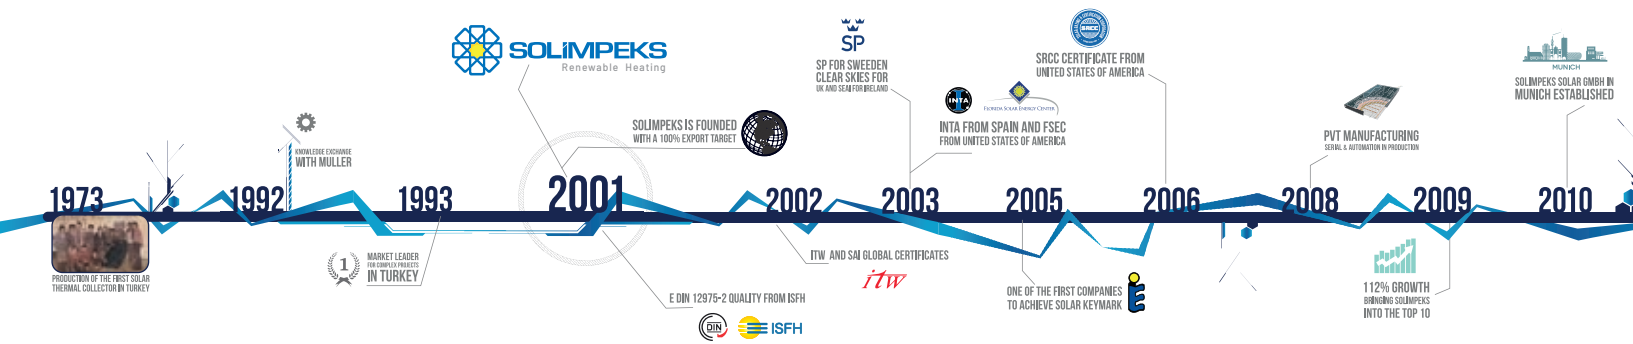 1973
PRODUCTION OF THE FIRST SOLAR
THERMAL COLLECTOR IN TURKEY
1992
KNOWLEDGE EXCHANGE
WITH MULLER
1993
1
MARKET LEADER
FOR COMPLEX PROJECTS
IN TURKEY
SOLIMPEKS
Renewable Heating
2001
SOLIMPEKS IS FOUNDED
WITH A 100% EXPORT TARGET
E DIN 12975-2 QUALITY FROM ISFH
DIN
ISFH
2002
ITW AND SAI GLOBAL CERTIFICATES
itw
SP
SP FOR SWEDEN
CLEAR SKIES FOR
UK AND SEAI FOR IRELAND
2003
INTA
FLORIDA SOLAR ENERGY CENTER
INTA FROM SPAIN AND FSEC
FROM UNITED STATES OF AMERICA
2005
ONE OF THE FIRST COMPANIES
TO ACHIEVE SOLAR KEYMARK
SRCC
SRCC CERTIFICATE FROM
UNITED STATES OF AMERICA
2006
2008
PVT MANUFACTURING
SERIAL & AUTOMATION IN PRODUCTION
2009
112% GROWTH
BRINGING SOLIMPEKS
INTO THE TOP 10
MUNICH
SOLIMPEKS SOLAR GMBH IN
MUNICH ESTABLISHED
2010